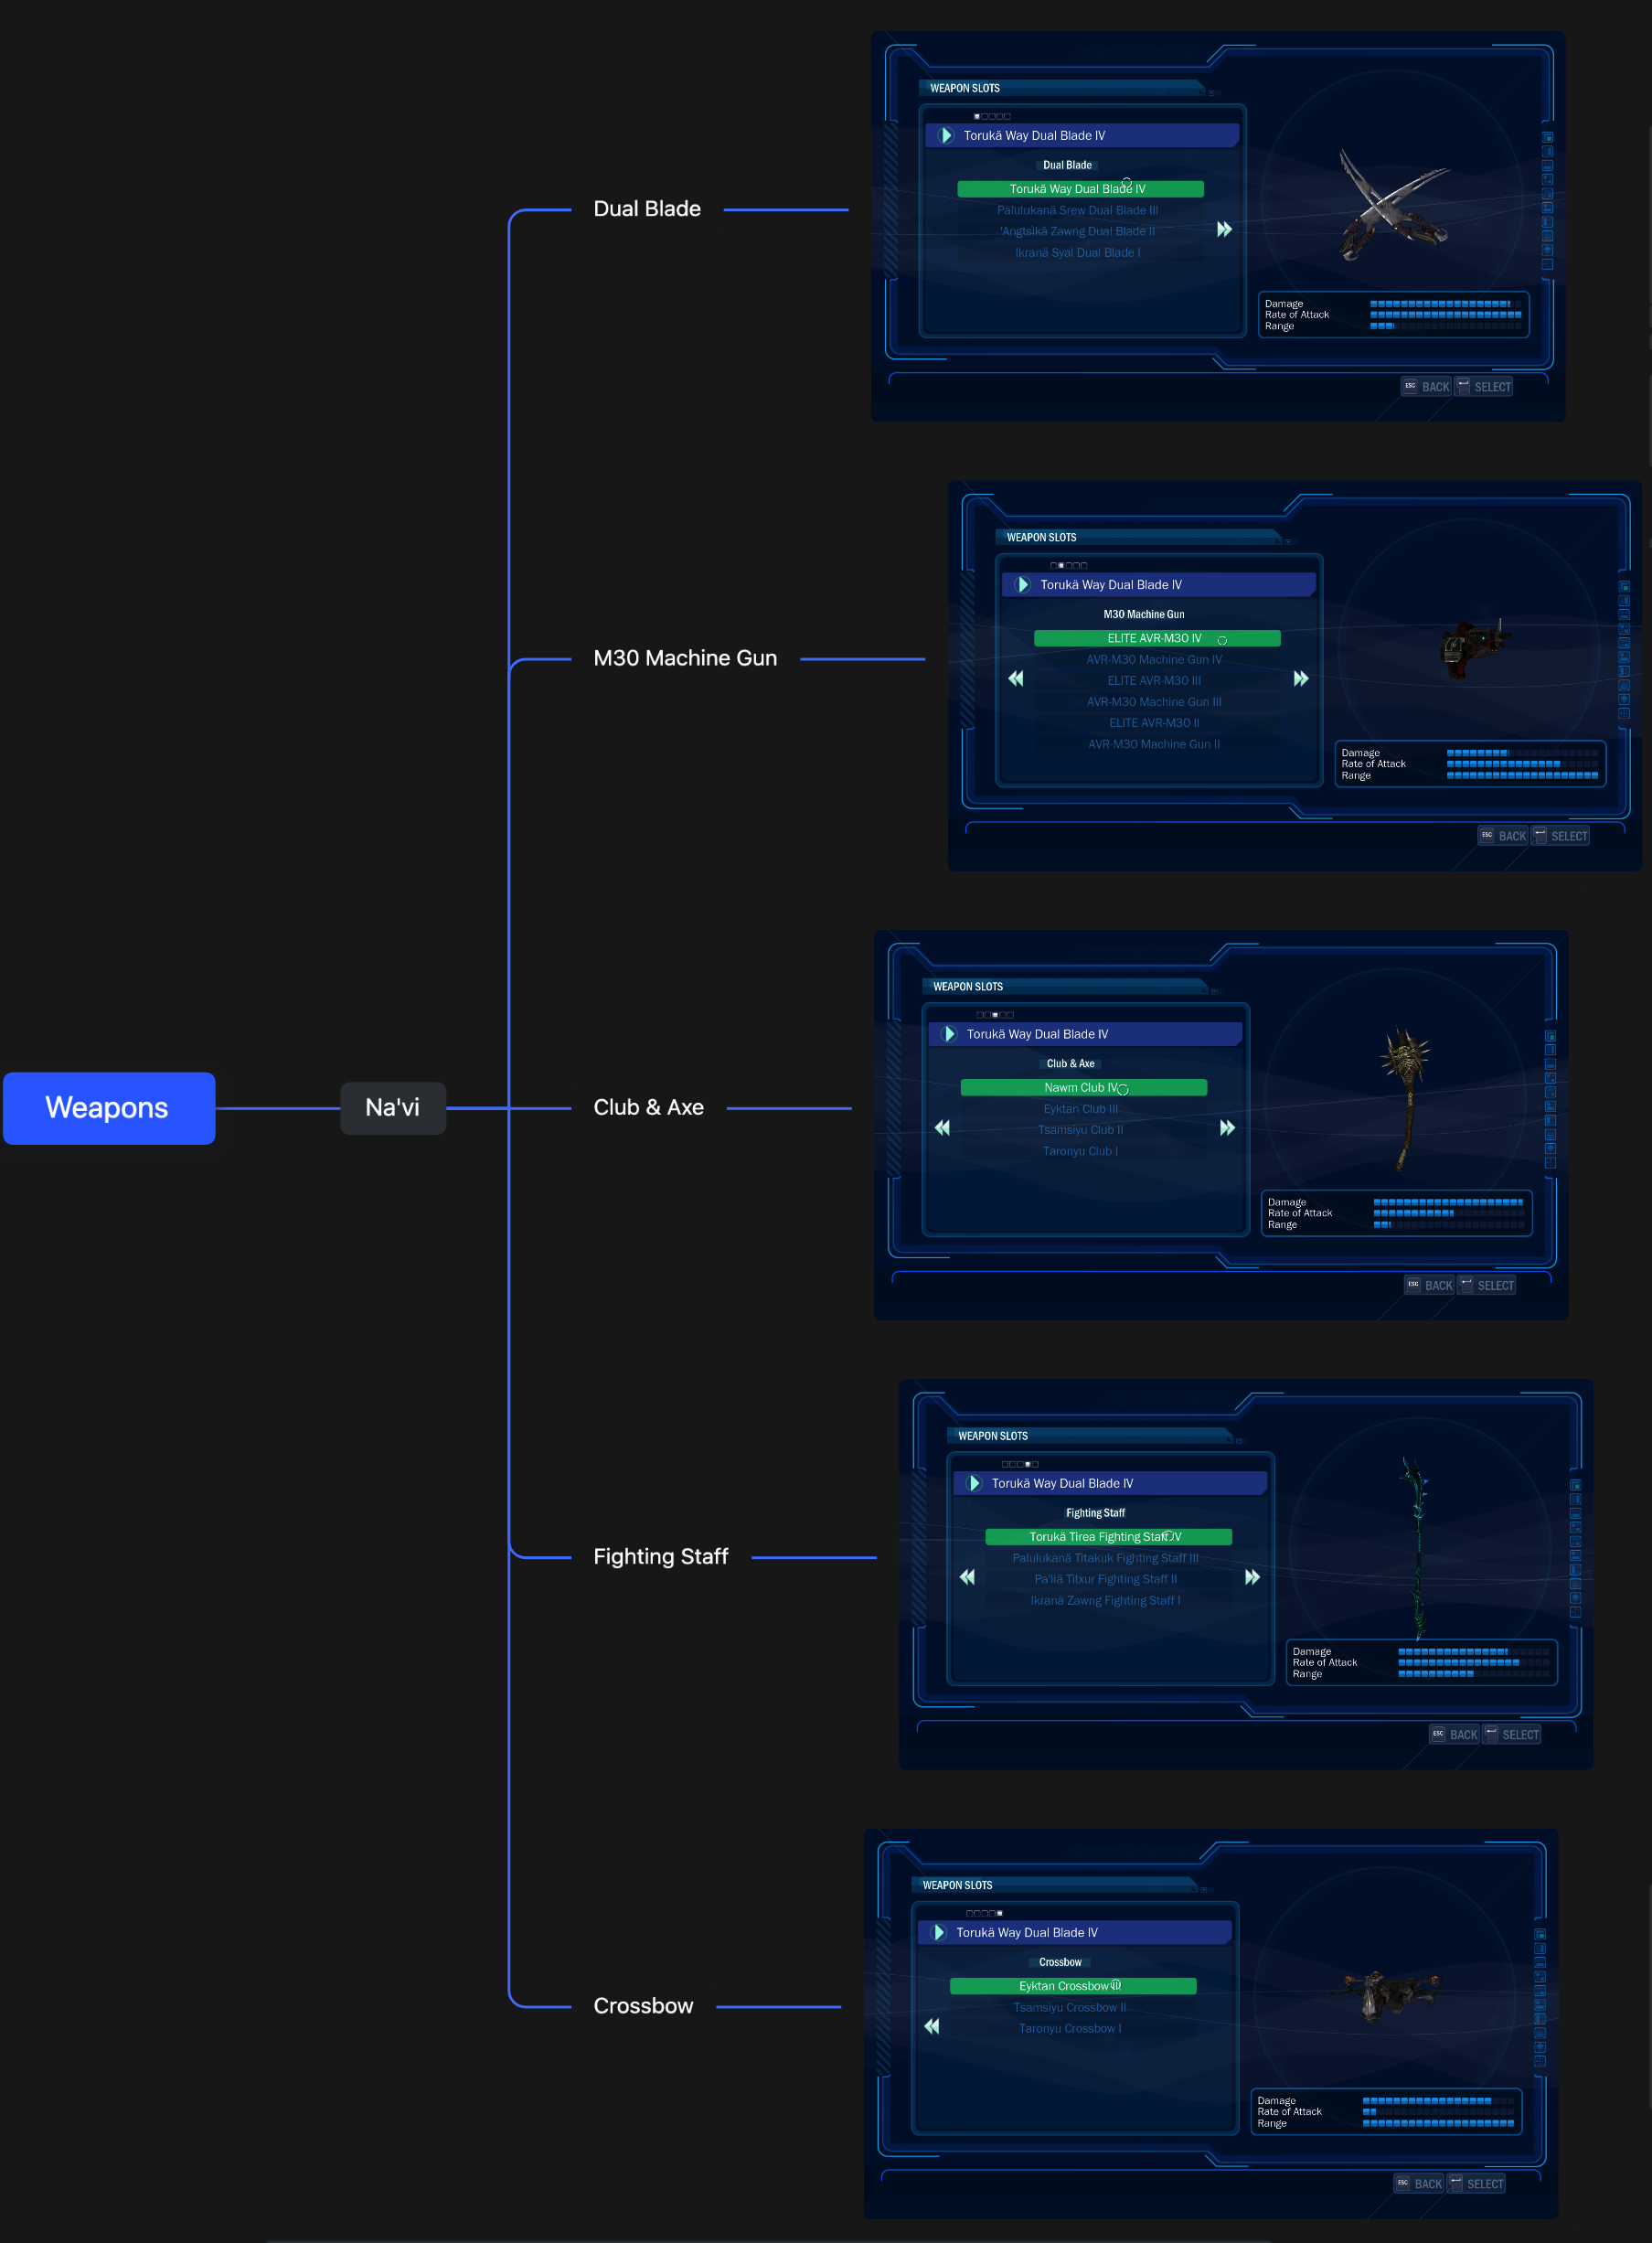 WEAPON SLOTS
Torukä Way Dual Blade IV
Dual Blade
Torukä Way Dual Blade IV
Palulukanä Srew Dual Blade III
'Angtsìkä Zawng Dual Blade II
Ikranä Syal Dual Blade I
Damage
Rate of Attack
Range
ESC BACK SELECT
Dual Blade
WEAPON SLOTS
Torukä Way Dual Blade IV
M30 Machine Gun
ELITE AVR-M30 IV
AVR-M30 Machine Gun IV
ELITE AVR-M30 III
AVR-M30 Machine Gun III
ELITE AVR-M30 II
AVR-M30 Machine Gun II
Damage
Rate of Attack
Range
ESC BACK SELECT
M30 Machine Gun
Weapons
Na'vi
WEAPON SLOTS
Torukä Way Dual Blade IV
Club & Axe
Nawm Club IV
Eyktan Club III
Tsamsiyu Club II
Taronyu Club I
Damage
Rate of Attack
Range
ESC BACK SELECT
Club & Axe
WEAPON SLOTS
Torukä Way Dual Blade IV
Fighting Staff
Torukä Tirea Fighting Staff IV
Palulukanä Titakuk Fighting Staff III
Pa'liä Titxur Fighting Staff II
Ikranä Zawng Fighting Staff I
Damage
Rate of Attack
Range
ESC BACK SELECT
Fighting Staff
WEAPON SLOTS
Torukä Way Dual Blade IV
Crossbow
Eyktan Crossbow III
Tsamsiyu Crossbow II
Taronyu Crossbow I
Damage
Rate of Attack
Range
ESC BACK SELECT
Crossbow